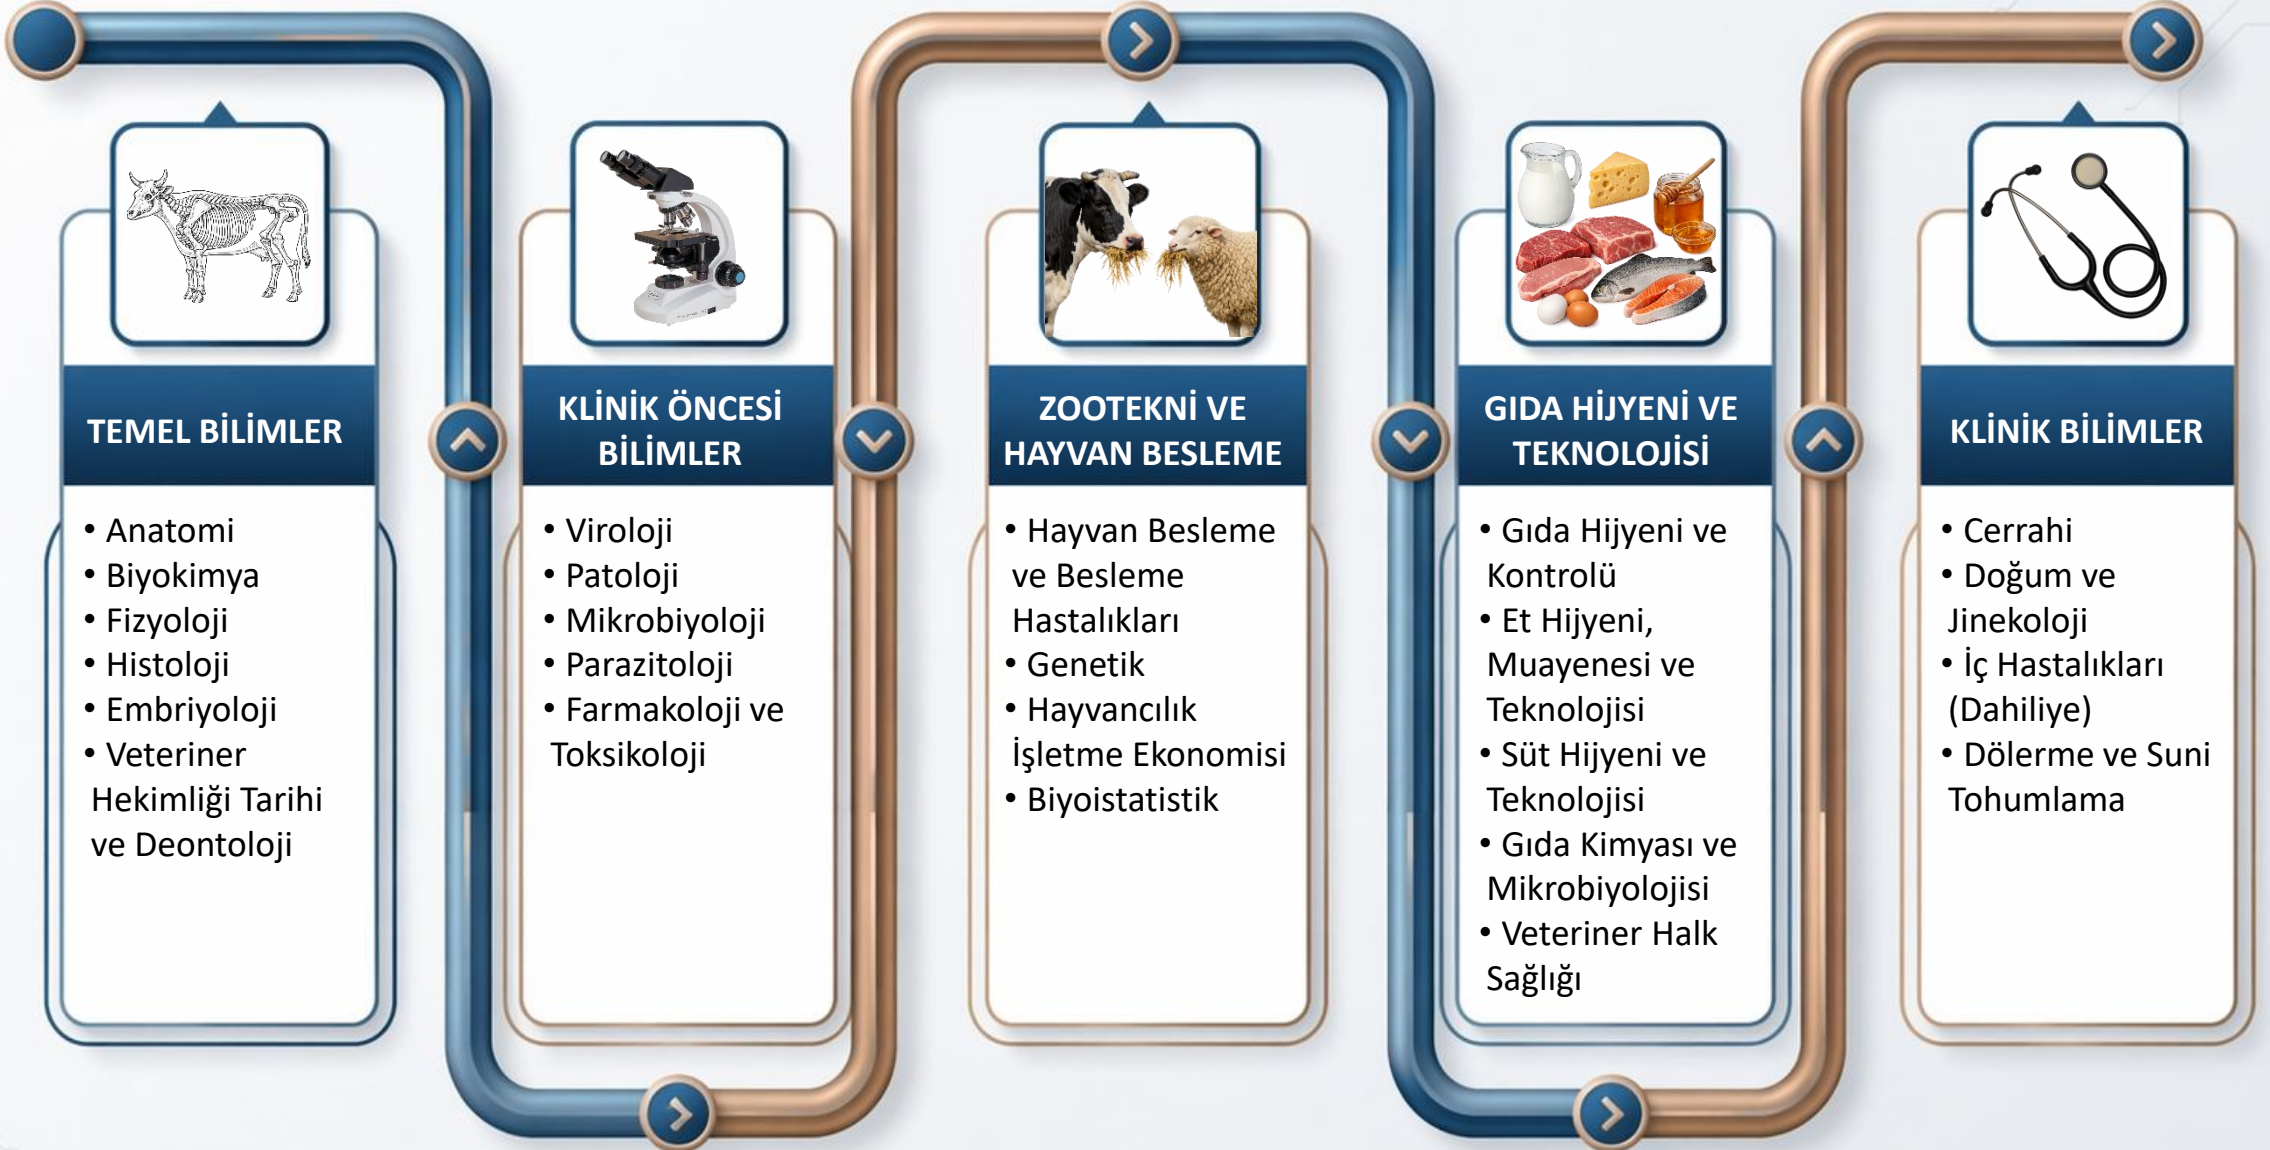 TEMEL BİLİMLER
• Anatomi
• Biyokimya
• Fizyoloji
• Histoloji
• Embriyoloji
• Veteriner
Hekimliği Tarihi
ve Deontoloji
KLİNİK ÖNCESİ
BİLİMLER
• Viroloji
• Patoloji
• Mikrobiyoloji
• Parazitoloji
• Farmakoloji ve
Toksikoloji
ZOOTEKNİ VE
HAYVAN BESLEME
• Hayvan Besleme
ve Besleme
Hastalıkları
• Genetik
• Hayvancılık
İşletme Ekonomisi
• Biyoistatistik
GIDA HİJYENİ VE
TEKNOLOJİSİ
• Gıda Hijyeni ve
Kontrolü
• Et Hijyeni,
Muayenesi ve
Teknolojisi
• Süt Hijyeni ve
Teknolojisi
• Gıda Kimyası ve
Mikrobiyolojisi
• Veteriner Halk
Sağlığı
KLİNİK BİLİMLER
• Cerrahi
• Doğum ve
Jinekoloji
• İç Hastalıkları
(Dahiliye)
• Dölerme ve Suni
Tohumlama